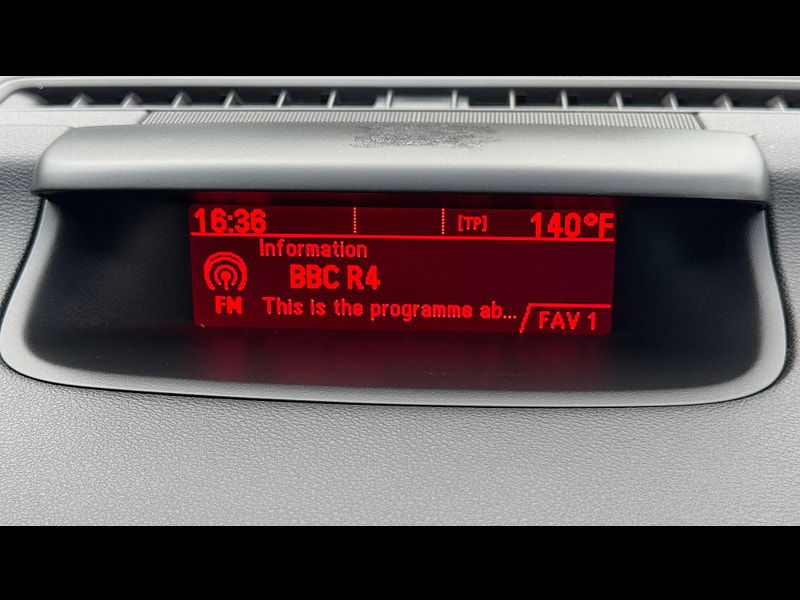 16:36 [TP] 140°F
Information
BBC R4
FM This is the programme ab...
FAV 1